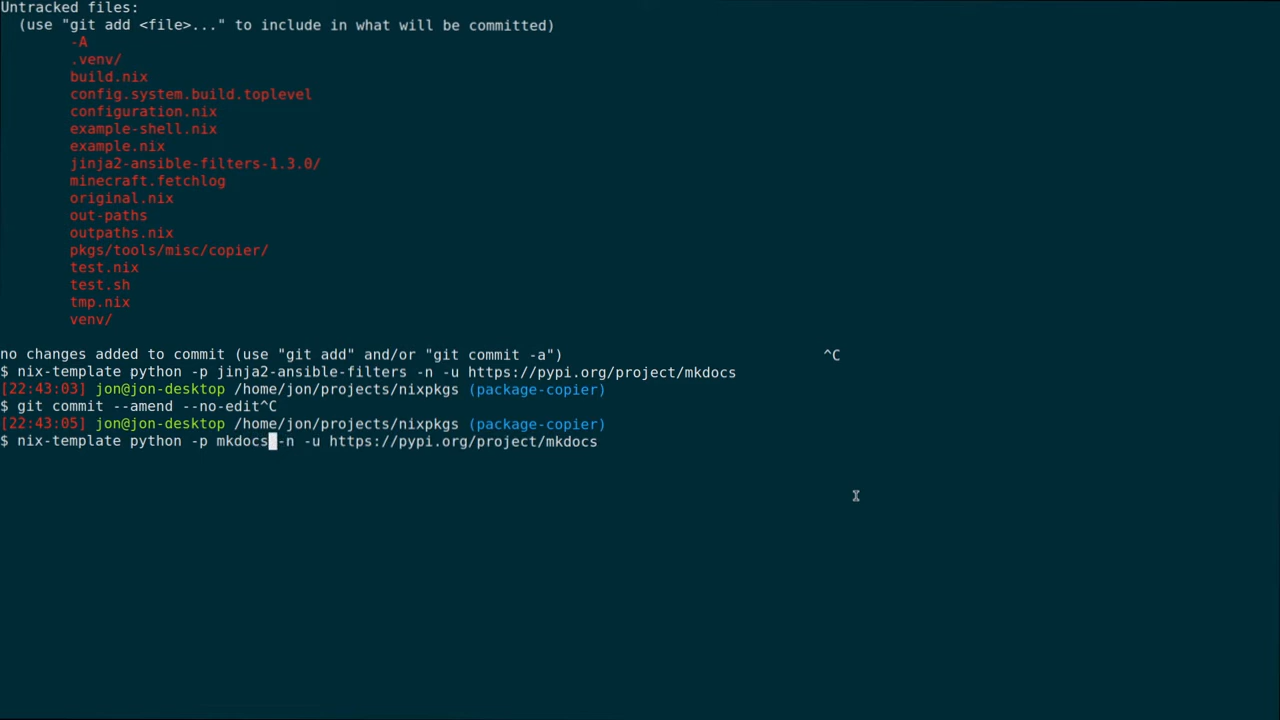 Untracked files:
  (use "git add <file>..." to include in what will be committed)
        -A
        .venv/
        build.nix
        config.system.build.toplevel
        configuration.nix
        example-shell.nix
        example.nix
        jinja2-ansible-filters-1.3.0/
        minecraft.fetchlog
        original.nix
        out-paths
        outpaths.nix
        pkgs/tools/misc/copier/
        test.nix
        test.sh
        tmp.nix
        venv/
no changes added to commit (use "git add" and/or "git commit -a") ^C
$ nix-template python -p jinja2-ansible-filters -n -u https://pypi.org/project/mkdocs
[22:43:03] jon@jon-desktop /home/jon/projects/nixpkgs (package-copier)
$ git commit --amend --no-edit^C
[22:43:05] jon@jon-desktop /home/jon/projects/nixpkgs (package-copier)
$ nix-template python -p mkdocs -n -u https://pypi.org/project/mkdocs